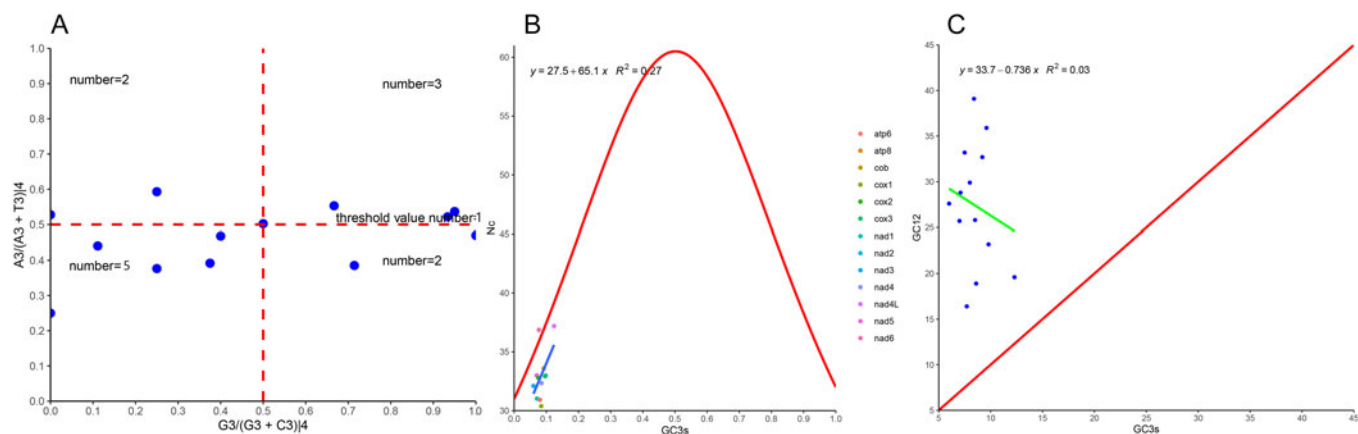 A
A3/(A3 + T3)|4
1.0
0.9
0.8
0.7
0.6
0.5
0.4
0.3
0.2
0.1
0.0
number=2
number=3
threshold value number=1
number=5
number=2
0.0 0.1 0.2 0.3 0.4 0.5 0.6 0.7 0.8 0.9 1.0
G3/(G3 + C3)|4
B
Nc
60
55
50
45
40
35
30
y = 27.5 + 65.1 x R² = 0.27
0.0 0.1 0.2 0.3 0.4 0.5 0.6 0.7 0.8 0.9 1.0
GC3s
atp6
atp8
cob
cox1
cox2
cox3
nad1
nad2
nad3
nad4
nad4L
nad5
nad6
C
GC12
45
40
35
30
25
20
15
10
5
y = 33.7 − 0.736 x R² = 0.03
5 10 15 20 25 30 35 40 45
GC3s